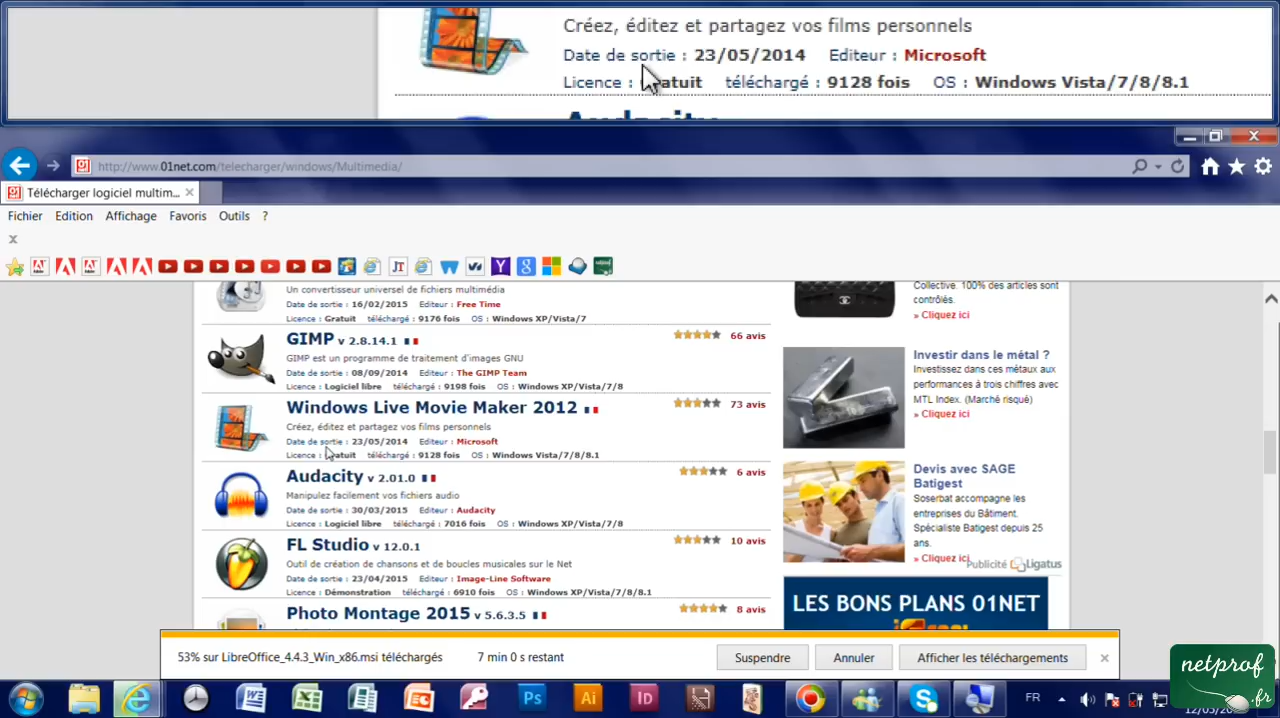 Créez, éditez et partagez vos films personnels
Date de sortie : 23/05/2014 Editeur : Microsoft
Licence : Gratuit téléchargé : 9128 fois OS : Windows Vista/7/8/8.1
Audacity
http://www.01net.com/telecharger/windows/Multimedia/
Télécharger logiciel multim...
Fichier Edition Affichage Favoris Outils ?
Un convertisseur universel de fichiers multimédia
Date de sortie : 16/02/2015 Editeur : Free Time
Licence : Gratuit téléchargé : 9176 fois OS : Windows XP/Vista/7
GIMP v 2.8.14.1
66 avis
GIMP est un programme de traitement d'images GNU
Date de sortie : 08/09/2014 Editeur : The GIMP Team
Licence : Logiciel libre téléchargé : 9198 fois OS : Windows XP/Vista/7/8
Windows Live Movie Maker 2012
73 avis
Créez, éditez et partagez vos films personnels
Date de sortie : 23/05/2014 Editeur : Microsoft
Licence : Gratuit téléchargé : 9128 fois OS : Windows Vista/7/8/8.1
Audacity v 2.01.0
6 avis
Manipulez facilement vos fichiers audio
Date de sortie : 30/03/2015 Editeur : Audacity
Licence : Logiciel libre téléchargé : 7016 fois OS : Windows XP/Vista/7/8
FL Studio v 12.0.1
10 avis
Outil de création de chansons et de boucles musicales sur le Net
Date de sortie : 23/04/2015 Editeur : Image-Line Software
Licence : Démonstration téléchargé : 6910 fois OS : Windows XP/Vista/7/8/8.1
Photo Montage 2015 v 5.6.3.5
8 avis
Collective. 100% des articles sont
contrôlés.
» Cliquez ici
Investir dans le métal ?
Investissez dans ces métaux aux
performances à trois chiffres avec
MTL Index. (Marché risqué)
» Cliquez ici
Devis avec SAGE
Batigest
Soserbat accompagne les
entreprises du Bâtiment.
Spécialiste Batigest depuis 25
ans.
» Cliquez ici
Publicité Ligatus
LES BONS PLANS 01NET
53% sur LibreOffice_4.4.3_Win_x86.msi téléchargés 7 min 0 s restant
Suspendre Annuler Afficher les téléchargements
Ps Ai ID
FR
netprof
.fr